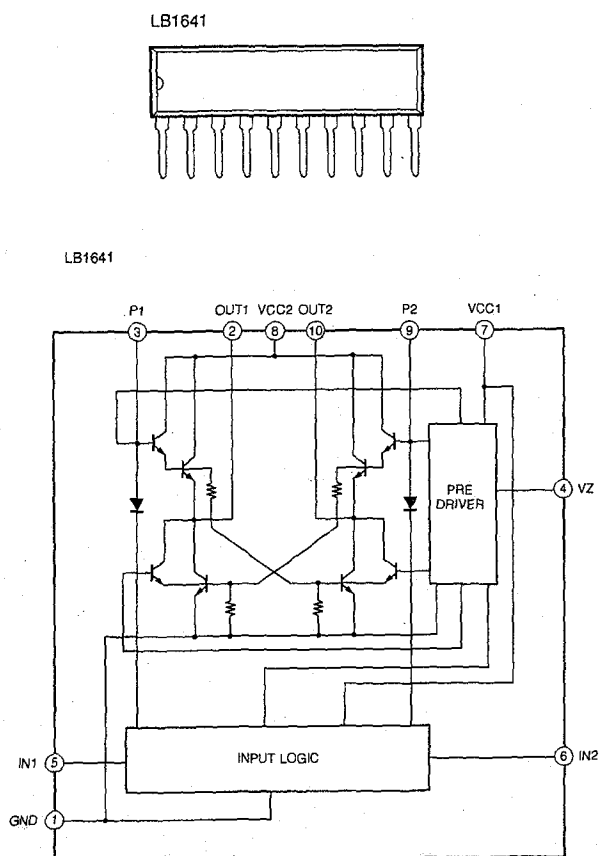 LB1641
LB1641
P1 OUT1 VCC2 OUT2 P2 VCC1
3 2 8 10 9 7
PRE
DRIVER
4 VZ
IN1 5
INPUT LOGIC
6 IN2
GND 1